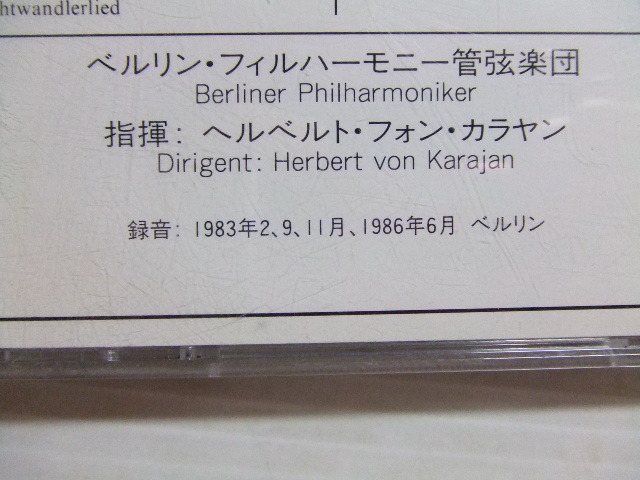 htwandlerlied
ベルリン・フィルハーモニー管弦楽団
Berliner Philharmoniker
指揮: ヘルベルト・フォン・カラヤン
Dirigent: Herbert von Karajan
録音: 1983年2、9、11月、1986年6月 ベルリン